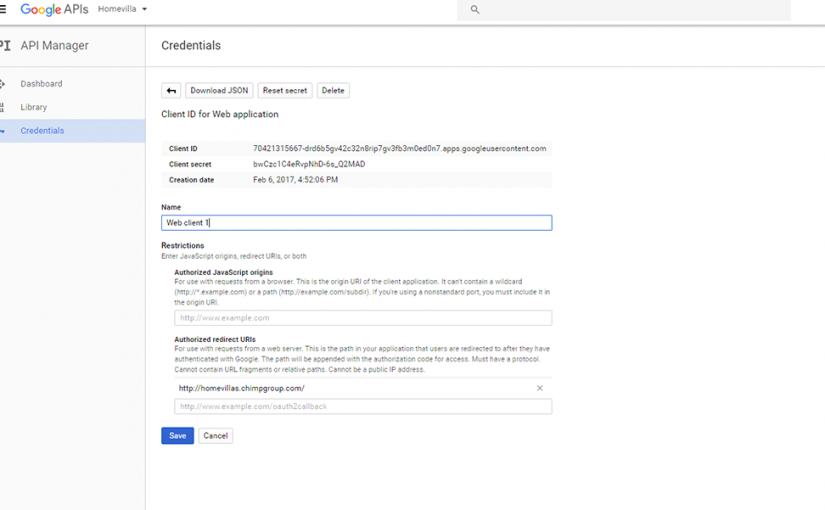 Google APIs Homevilla
API Manager
Credentials
Dashboard
Library
Credentials
Download JSON Reset secret Delete
Client ID for Web application
Client ID 70421315667-drd6b5gv42c32n8rip7gv3fb3m0ed0n7.apps.googleusercontent.com
Client secret bwCzc1C4eRvpNhD-6s_Q2MAD
Creation date Feb 6, 2017, 4:52:06 PM
Name
Web client 1
Restrictions
Enter JavaScript origins, redirect URIs, or both
Authorized JavaScript origins
For use with requests from a browser. This is the origin URI of the client application. It can't contain a wildcard
(http://*.example.com) or a path (http://example.com/subdir). If you're using a nonstandard port, you must include it in
the origin URI.
http://www.example.com
Authorized redirect URIs
For use with requests from a web server. This is the path in your application that users are redirected to after they have
authenticated with Google. The path will be appended with the authorization code for access. Must have a protocol.
Cannot contain URL fragments or relative paths. Cannot be a public IP address.
http://homevillas.chimpgroup.com/
http://www.example.com/oauth2callback
Save Cancel